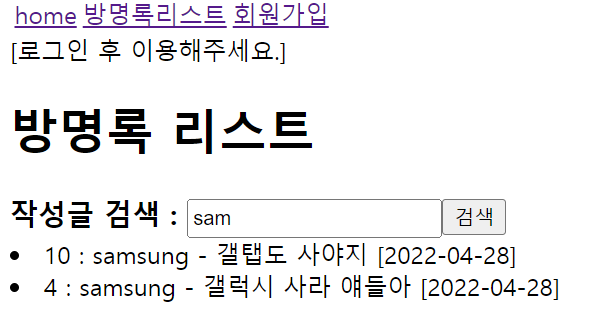 home 방명록리스트 회원가입
[로그인 후 이용해주세요.]
방명록 리스트
작성글 검색 : sam 검색
10 : samsung - 갤탭도 사야지 [2022-04-28]
4 : samsung - 갤럭시 사라 얘들아 [2022-04-28]